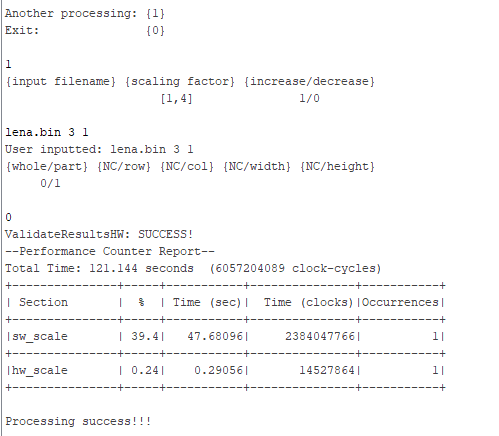 Another processing: {1}
Exit:               {0}
1
{input filename} {scaling factor} {increase/decrease}
                       [1,4]                1/0
lena.bin 3 1
User inputted: lena.bin 3 1
{whole/part} {NC/row} {NC/col} {NC/width} {NC/height}
     0/1
0
ValidateResultsHW: SUCCESS!
--Performance Counter Report--
Total Time: 121.144 seconds  (6057204089 clock-cycles)
+----------------+-----+-----------+---------------+-----------+
| Section        |  %  | Time (sec)|  Time (clocks)|Occurrences|
+----------------+-----+-----------+---------------+-----------+
|sw_scale        | 39.4|   47.68096|     2384047766|          1|
+----------------+-----+-----------+---------------+-----------+
|hw_scale        | 0.24|    0.29056|       14527864|          1|
+----------------+-----+-----------+---------------+-----------+
Processing success!!!